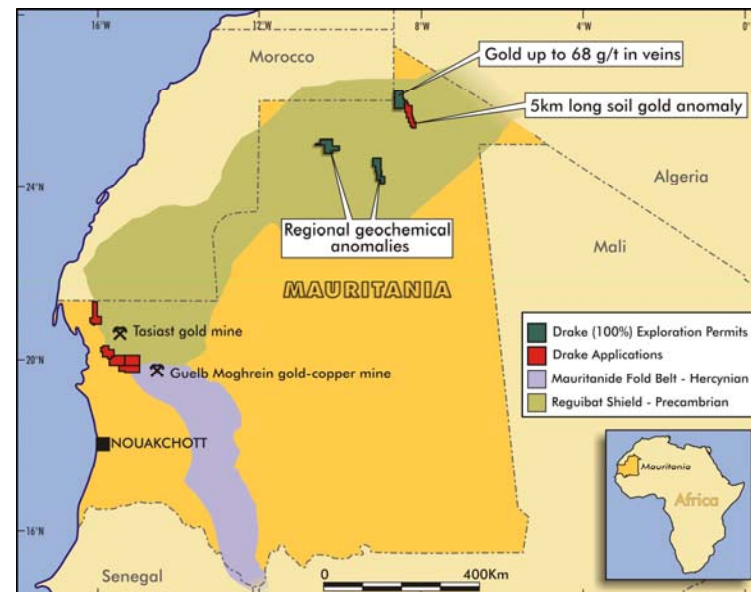 16°W
12°W
8°W
4°W
0°
Morocco
Gold up to 68 g/t in veins
5km long soil gold anomaly
24°N
Algeria
Regional geochemical
anomalies
Mali
MAURITANIA
Tasiast gold mine
Drake (100%) Exploration Permits
Drake Applications
Mauritanide Fold Belt - Hercynian
Reguibat Shield - Precambrian
20°N
Guelb Moghrein gold-copper mine
NOUAKCHOTT
Mauritania
Africa
16°N
Senegal
0
400Km